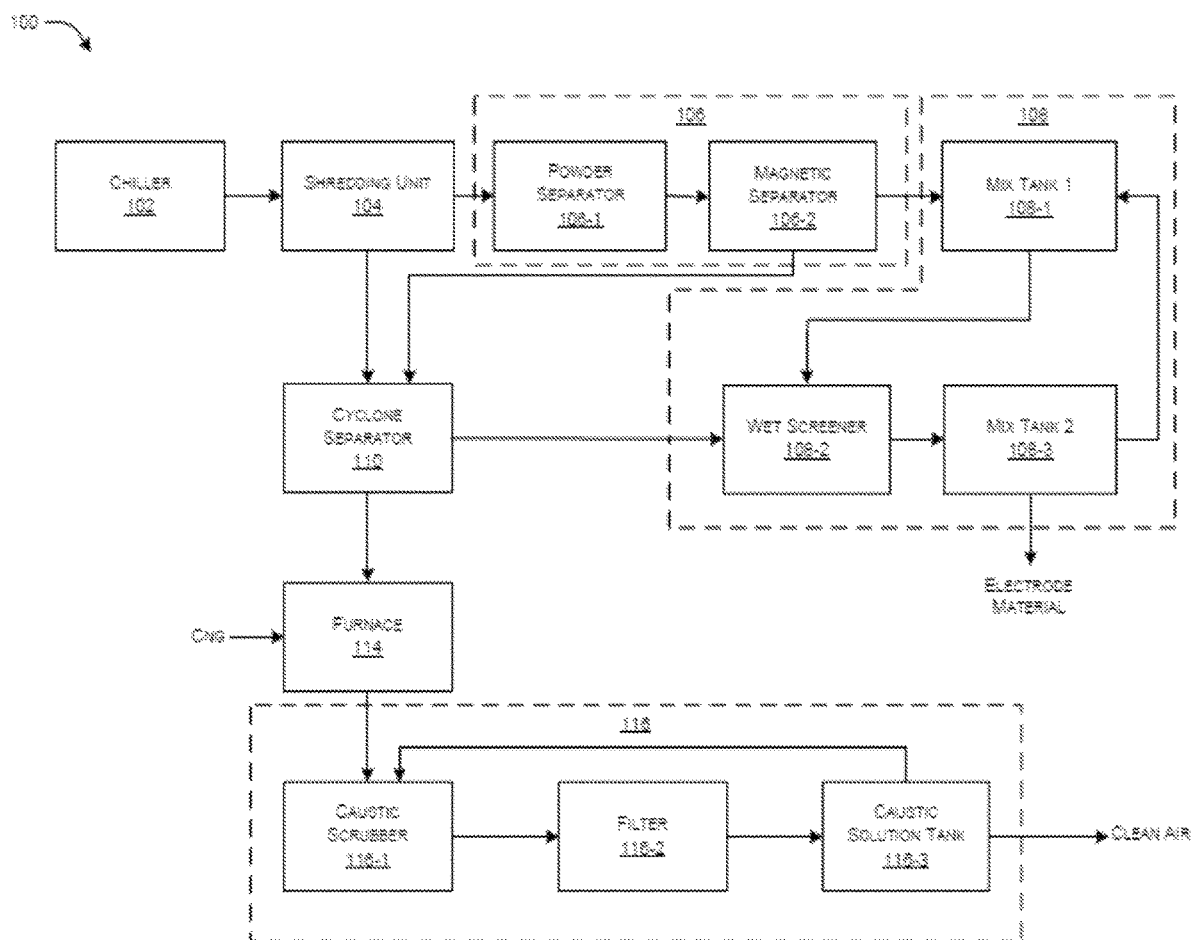 100
106
108
CHILLER
102
SHREDDING UNIT
104
POWDER
SEPARATOR
106-1
MAGNETIC
SEPARATOR
106-2
MIX TANK 1
108-1
CYCLONE
SEPARATOR
110
WET SCREENER
108-2
MIX TANK 2
108-3
ELECTRODE
MATERIAL
CNG
FURNACE
114
116
CAUSTIC
SCRUBBER
116-1
FILTER
116-2
CAUSTIC
SOLUTION TANK
116-3
CLEAN AIR